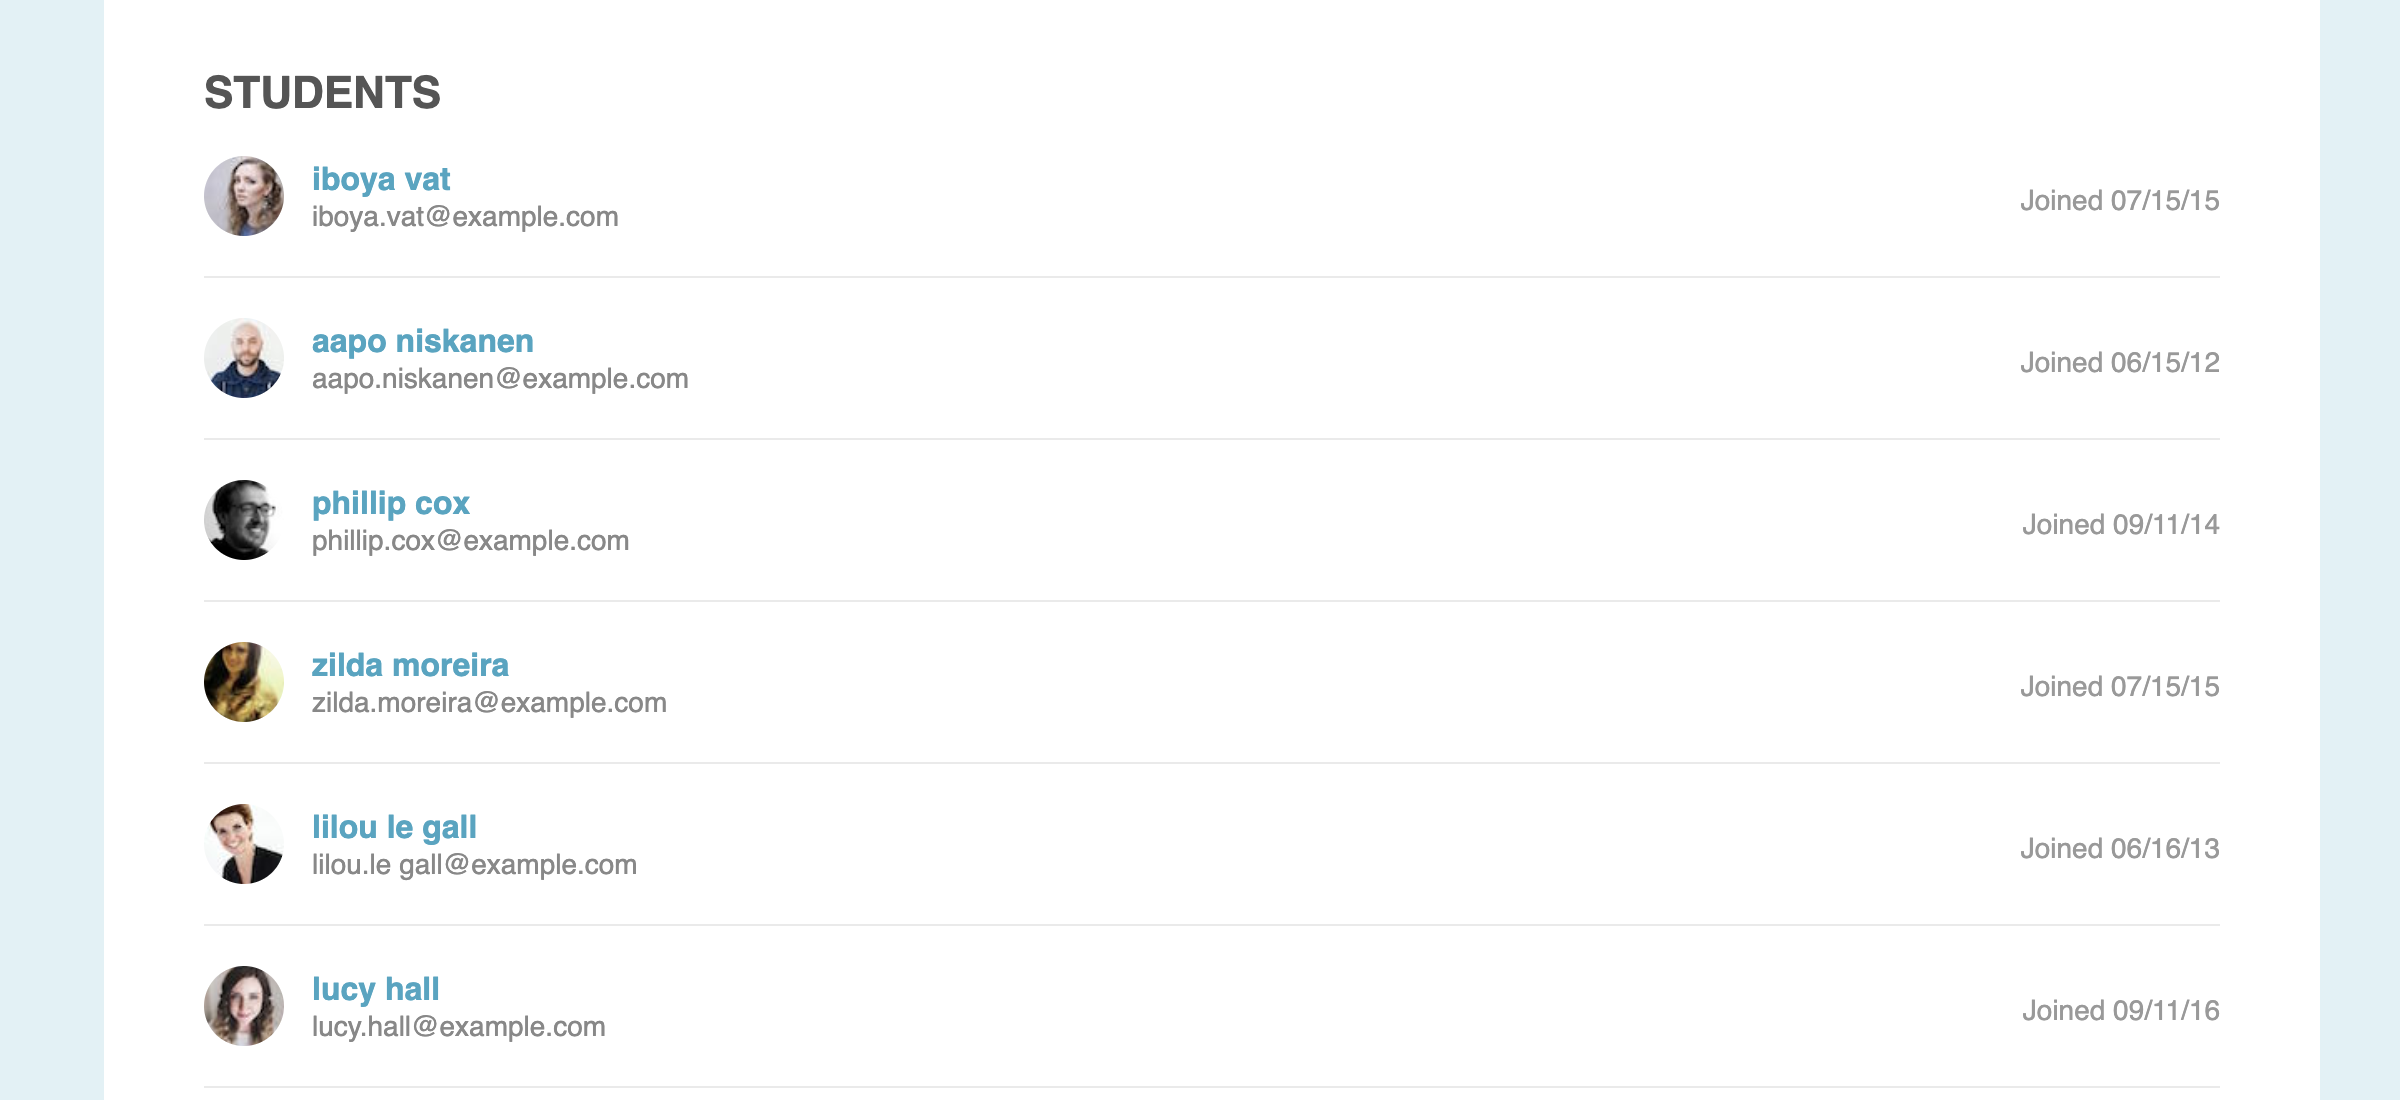 STUDENTS
iboya vat
iboya.vat@example.com
Joined 07/15/15
aapo niskanen
aapo.niskanen@example.com
Joined 06/15/12
phillip cox
phillip.cox@example.com
Joined 09/11/14
zilda moreira
zilda.moreira@example.com
Joined 07/15/15
lilou le gall
lilou.le gall@example.com
Joined 06/16/13
lucy hall
lucy.hall@example.com
Joined 09/11/16